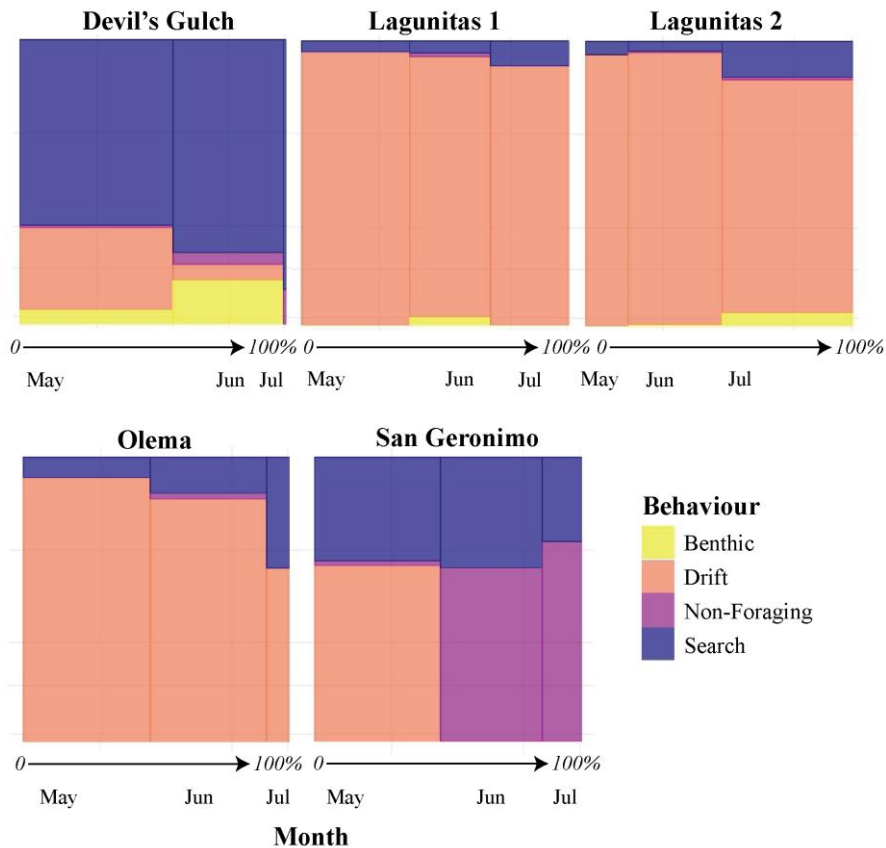 Devil's Gulch
Lagunitas 1
Lagunitas 2
0
100%
0
100%
0
100%
May
Jun
Jul
May
Jun
Jul
May
Jun
Jul
Olema
San Geronimo
Behaviour
Benthic
Drift
Non-Foraging
Search
0
100%
0
100%
May
Jun
Jul
May
Jun
Jul
Month